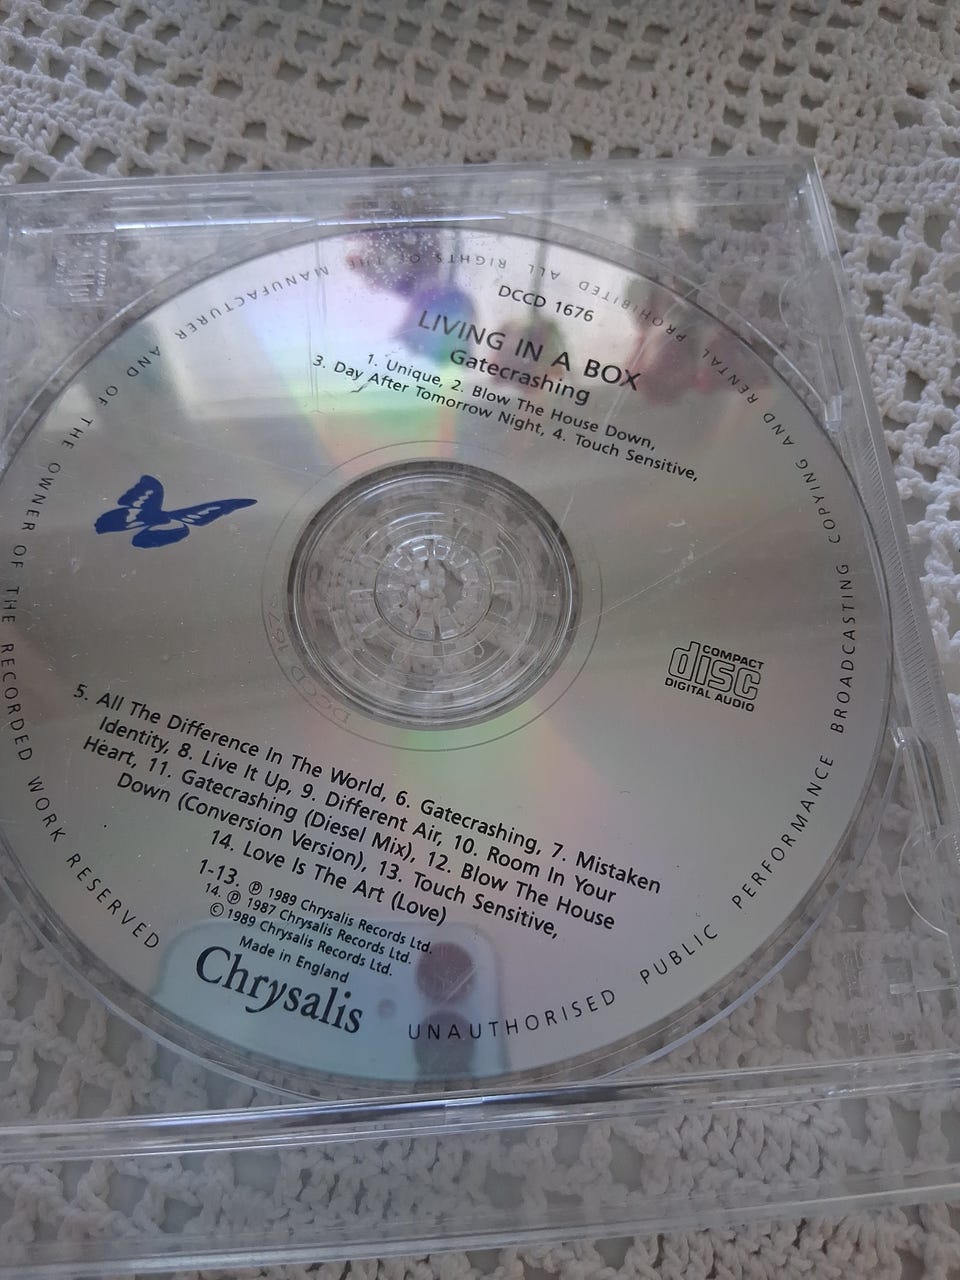 DCCD 1676
LIVING IN A BOX
Gatecrashing
1. Unique, 2. Blow The House Down,
3. Day After Tomorrow Night, 4. Touch Sensitive,
COMPACT
disc
DIGITAL AUDIO
5. All The Difference In The World, 6. Gatecrashing, 7. Mistaken
Identity, 8. Live It Up, 9. Different Air, 10. Room In Your
Heart, 11. Gatecrashing (Diesel Mix), 12. Blow The House
Down (Conversion Version), 13. Touch Sensitive,
14. Love Is The Art (Love)
1-13. ℗ 1989 Chrysalis Records Ltd.
14. ℗ 1987 Chrysalis Records Ltd.
© 1989 Chrysalis Records Ltd.
Made in England
Chrysalis
ALL RIGHTS OF THE MANUFACTURER AND OF THE OWNER OF THE RECORDED WORK RESERVED
UNAUTHORISED PUBLIC PERFORMANCE BROADCASTING COPYING AND RENTAL PROHIBITED